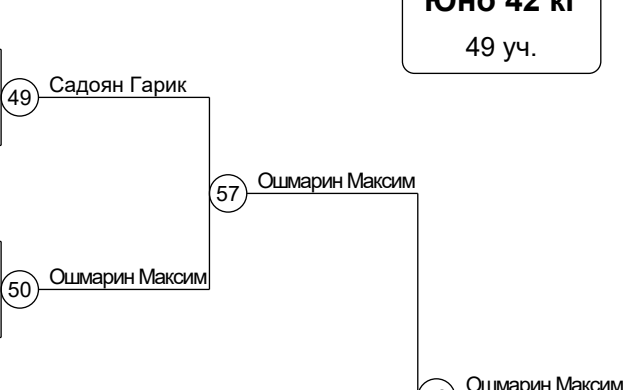 Юно 42 кг
49 уч.
49 Садоян Гарик
57 Ошмарин Максим
50 Ошмарин Максим
Ошмарин Максим